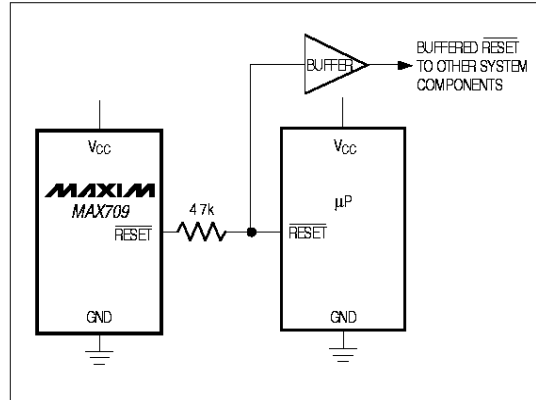 BUFFERED RESET
TO OTHER SYSTEM
COMPONENTS
BUFFER
VCC
MAXIM
MAX709
RESET
GND
4.7k
VCC
µP
RESET
GND